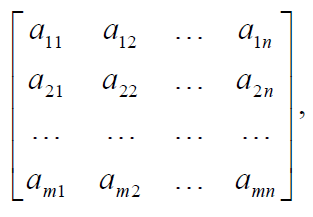 a₁₁ a₁₂ … a₁ₙ
a₂₁ a₂₂ … a₂ₙ
… … … …
aₘ₁ aₘ₂ … aₘₙ ,